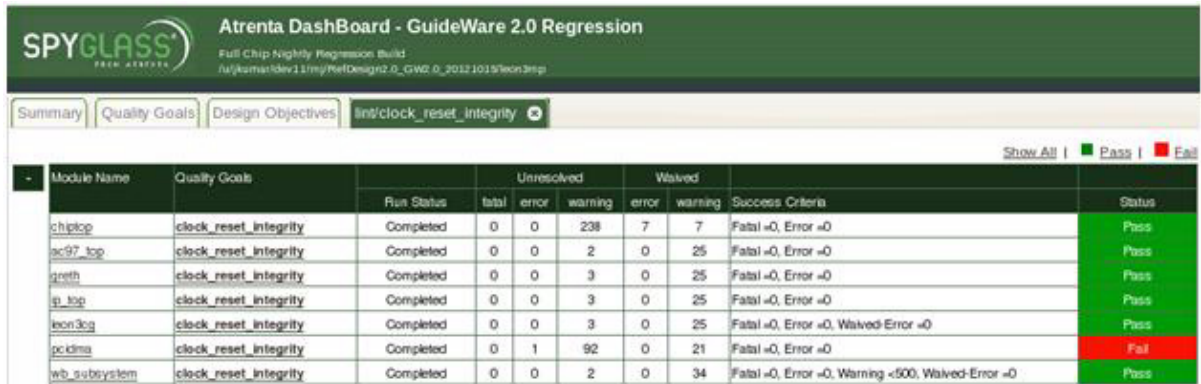 SPYGLASS
FROM ATRENTA
Atrenta DashBoard - GuideWare 2.0 Regression
Full Chip Nightly Regression Build
Summary Quality Goals Design Objectives lint/clock_reset_integrity
Show All | Pass | Fail
- Module Name Quality Goals Unresolved Waived
Run Status fatal error warning error warning Success Criteria Status
chiptop clock_reset_integrity Completed 0 0 238 7 7 Fatal =0, Error =0 Pass
ac97_top clock_reset_integrity Completed 0 0 2 0 25 Fatal =0, Error =0 Pass
greth clock_reset_integrity Completed 0 0 3 0 25 Fatal =0, Error =0 Pass
ip_top clock_reset_integrity Completed 0 0 3 0 25 Fatal =0, Error =0 Pass
leon3cg clock_reset_integrity Completed 0 0 3 0 25 Fatal =0, Error =0, Waived-Error =0 Pass
pcidma clock_reset_integrity Completed 0 1 92 0 21 Fatal =0, Error =0 Fail
wb_subsystem clock_reset_integrity Completed 0 0 2 0 34 Fatal =0, Error =0, Warning <500, Waived-Error =0 Pass